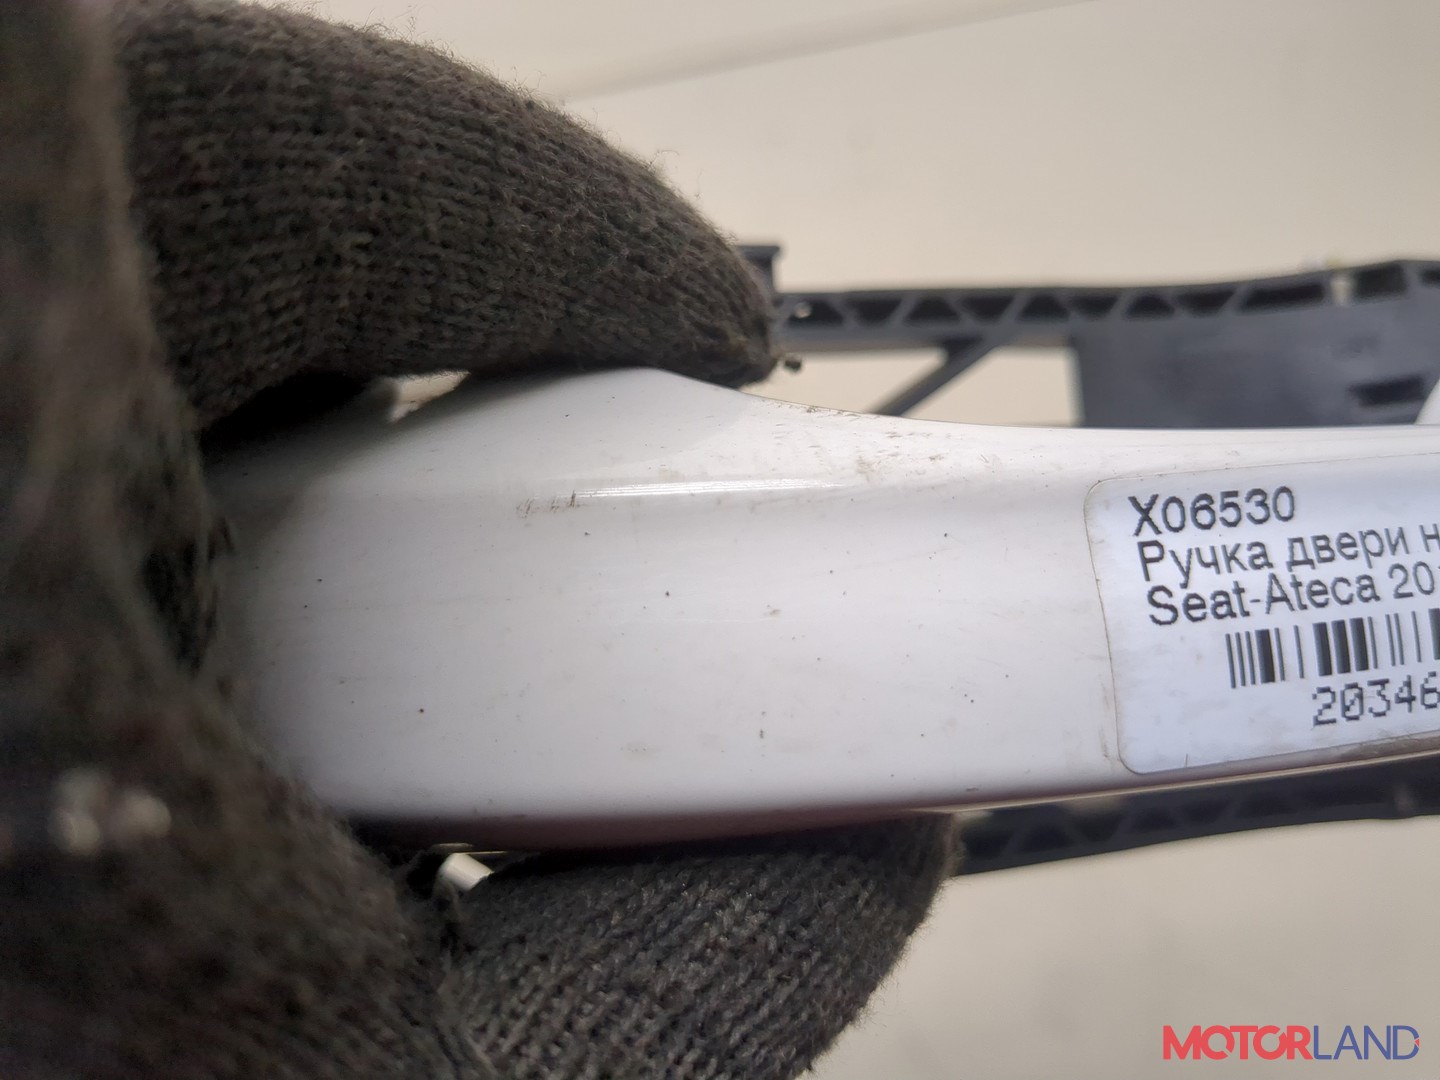 X06530
Ручка двери н
Seat-Ateca 20
20346
MOTORLAND